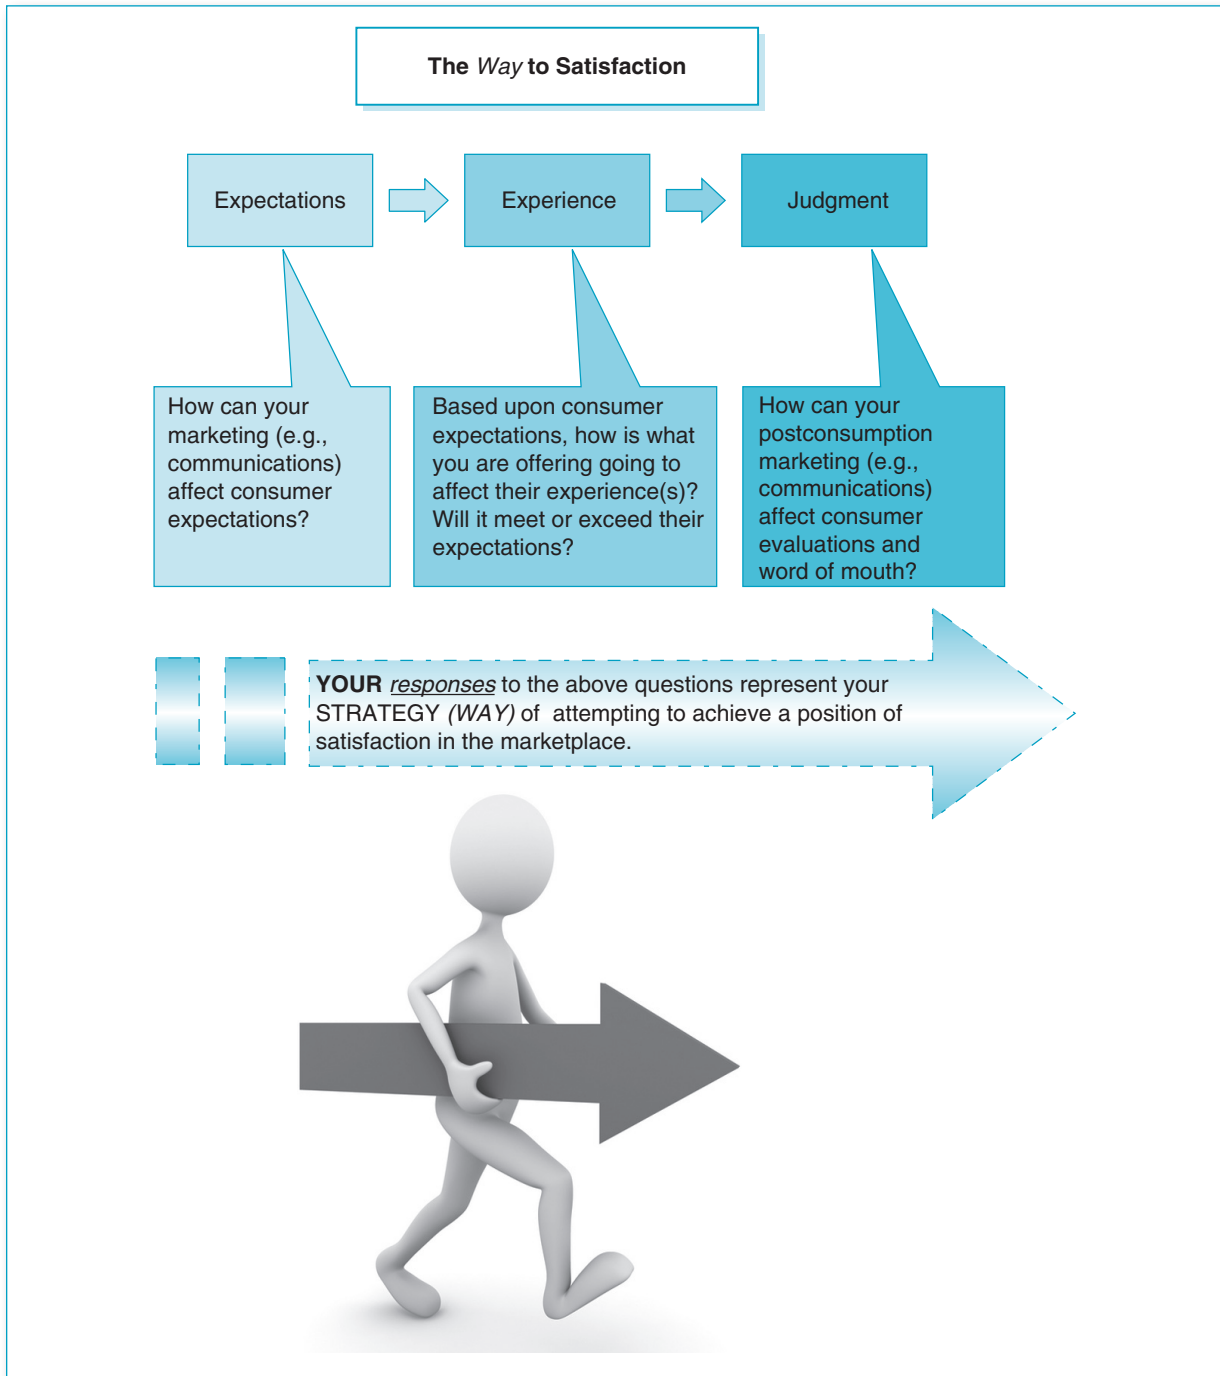 The Way to Satisfaction
Expectations
Experience
Judgment
How can your
marketing (e.g.,
communications)
affect consumer
expectations?
Based upon consumer
expectations, how is what
you are offering going to
affect their experience(s)?
Will it meet or exceed their
expectations?
How can your
postconsumption
marketing (e.g.,
communications)
affect consumer
evaluations and
word of mouth?
YOUR responses to the above questions represent your
STRATEGY (WAY) of attempting to achieve a position of
satisfaction in the marketplace.